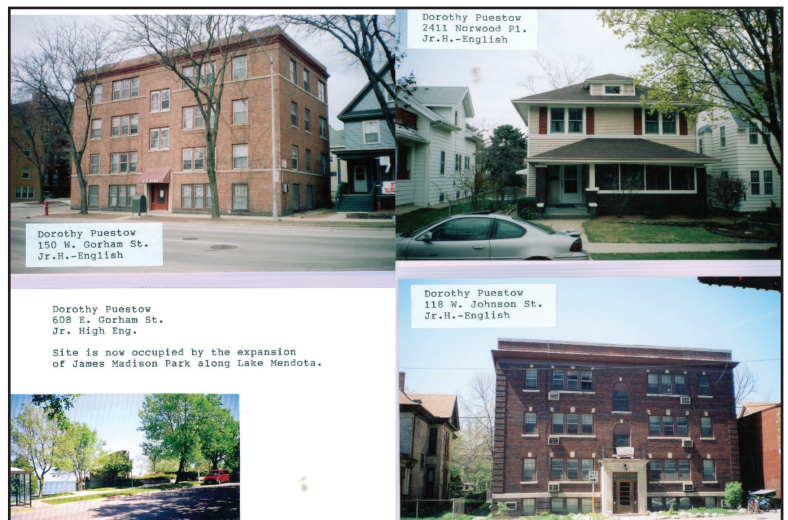 Dorothy Puestow
150 W. Gorham St.
Jr.H.-English
Dorothy Puestow
2411 Norwood Pl.
Jr.H.-English
Dorothy Puestow
608 E. Gorham St.
Jr. High Eng.
Site is now occupied by the expansion
of James Madison Park along Lake Mendota.
Dorothy Puestow
118 W. Johnson St.
Jr.H.-English